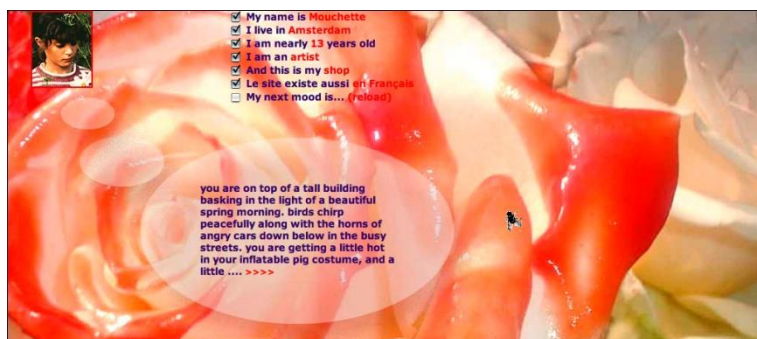 My name is Mouchette
I live in Amsterdam
I am nearly 13 years old
I am an artist
And this is my shop
Le site existe aussi en Français
My next mood is... (reload)
you are on top of a tall building
basking in the light of a beautiful
spring morning. birds chirp
peacefully along with the horns of
angry cars down below in the busy
streets. you are getting a little hot
in your inflatable pig costume, and a
little .... >>>>